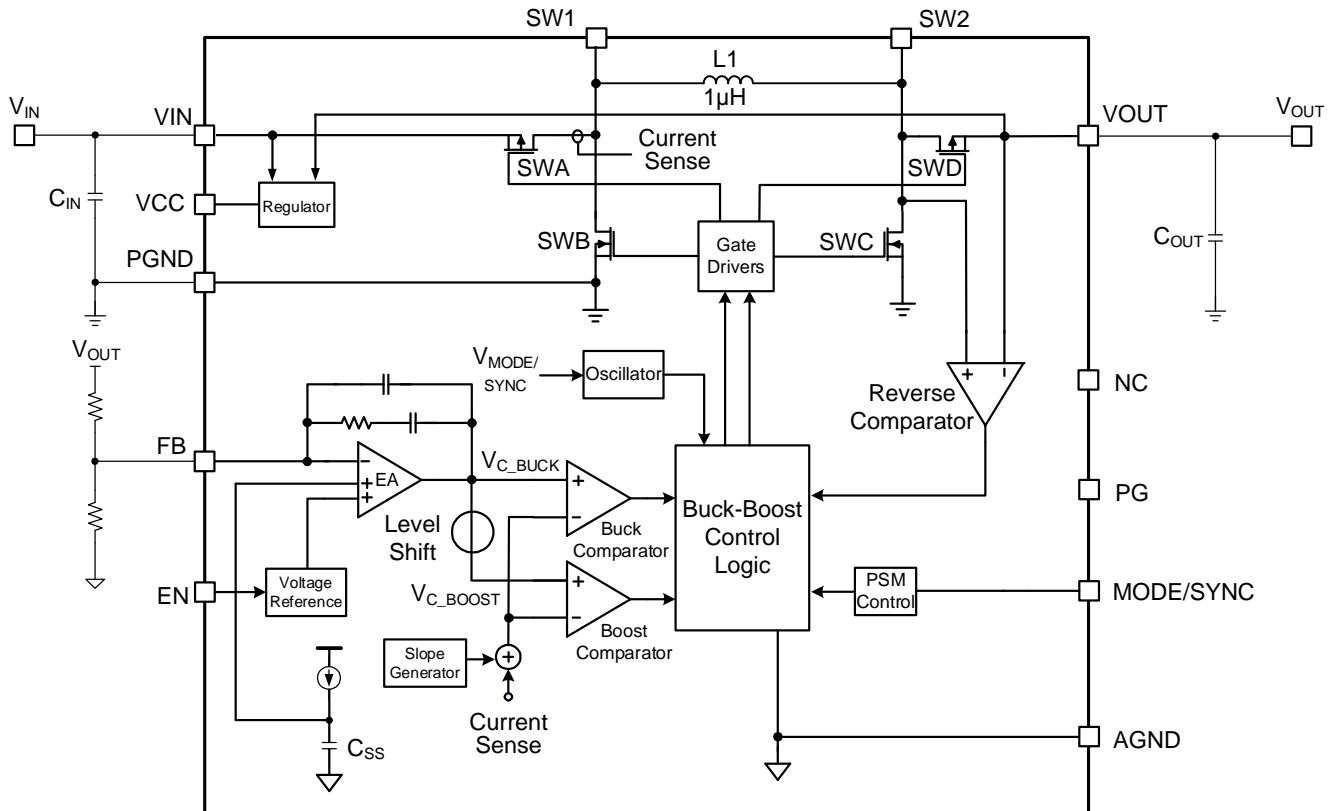 SW1
SW2
L1
1µH
VIN
VIN
VOUT
VOUT
SWA
Current
Sense
SWD
CIN
VCC
Regulator
SWB
Gate
Drivers
SWC
COUT
PGND
VOUT
VMODE/
SYNC
Oscillator
+
−
Reverse
Comparator
NC
FB
−
+
+
EA
VC_BUCK
+
−
Buck
Comparator
Buck-Boost
Control
Logic
PG
Level
Shift
EN
Voltage
Reference
VC_BOOST
+
−
Boost
Comparator
PSM
Control
MODE/SYNC
Slope
Generator
+
Current
Sense
CSS
AGND